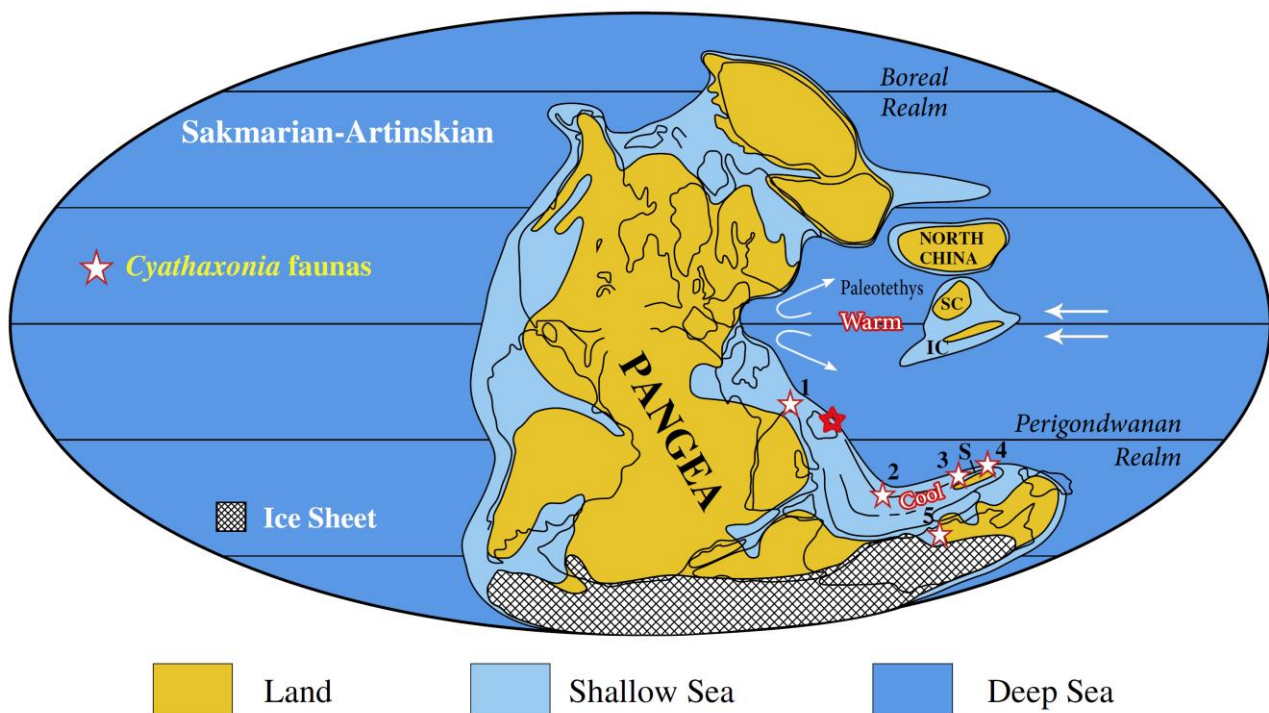 Boreal
Realm
Sakmarian-Artinskian
NORTH
CHINA
Cyathaxonia faunas
Paleotethys
SC
Warm
IC
PANGEA
1
Perigondwanan
Realm
2
3
S
4
Cool
5
Ice Sheet
Land
Shallow Sea
Deep Sea